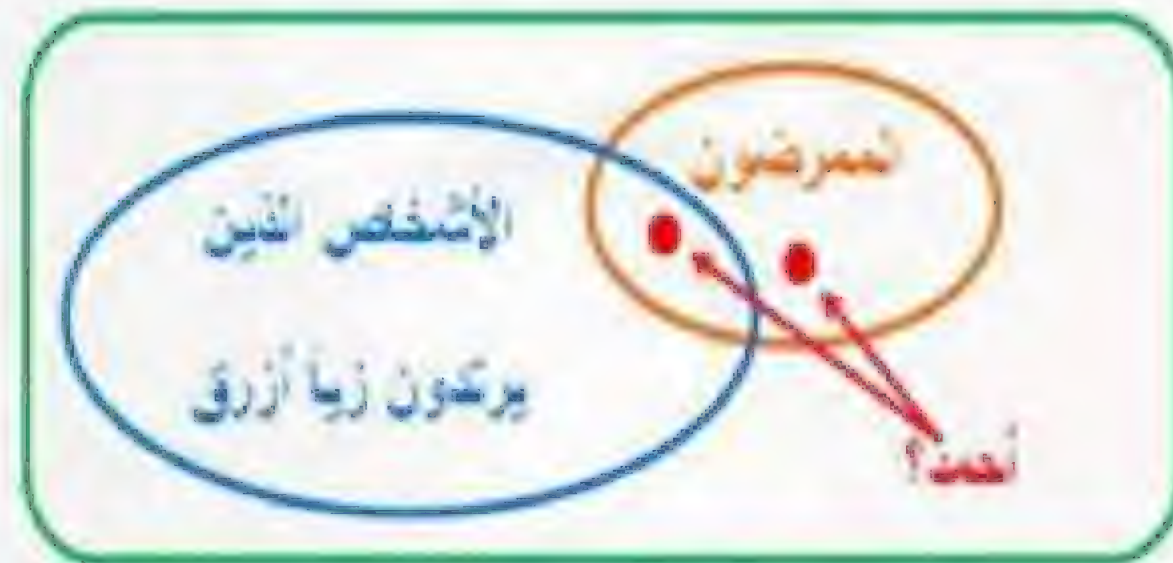 الممرضون
الأشخاص الذين
يرتدون زياً أزرق
أحمد؟